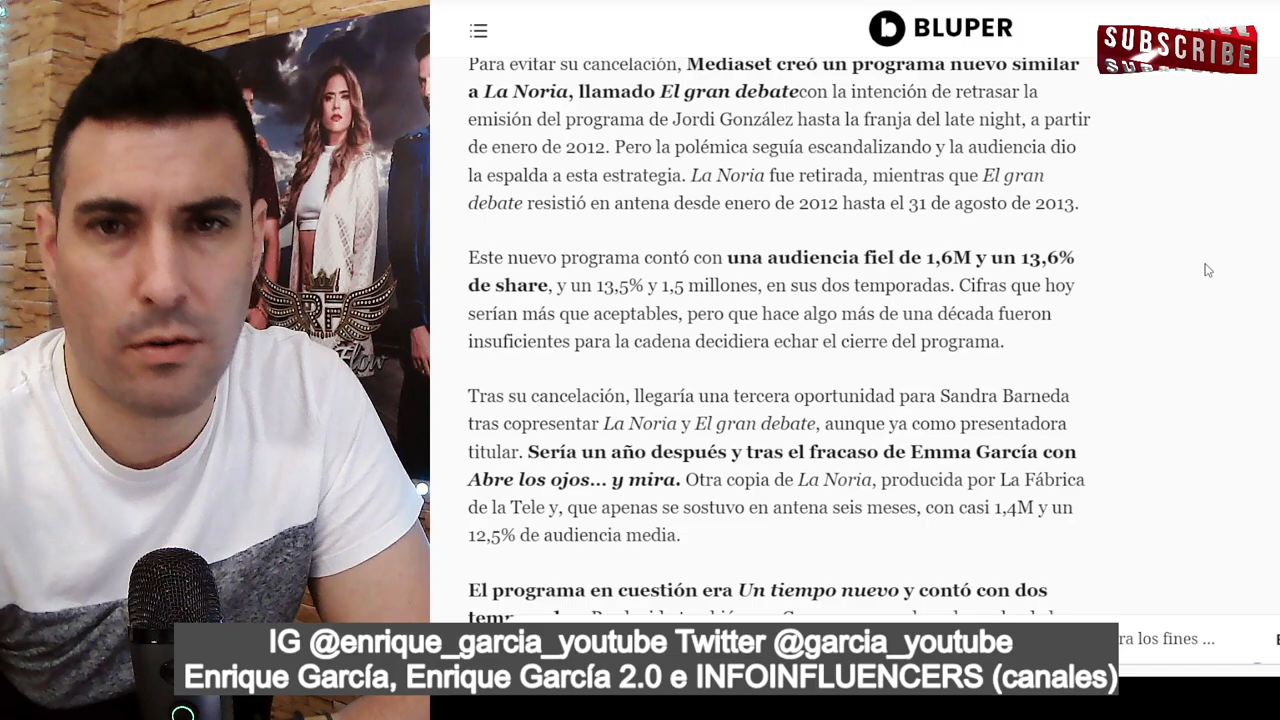 BLUPER
SUBSCRIBE
Para evitar su cancelación, Mediaset creó un programa nuevo similar
a La Noria, llamado El gran debatecon la intención de retrasar la
emisión del programa de Jordi González hasta la franja del late night, a partir
de enero de 2012. Pero la polémica seguía escandalizando y la audiencia dio
la espalda a esta estrategia. La Noria fue retirada, mientras que El gran
debate resistió en antena desde enero de 2012 hasta el 31 de agosto de 2013.
Este nuevo programa contó con una audiencia fiel de 1,6M y un 13,6%
de share, y un 13,5% y 1,5 millones, en sus dos temporadas. Cifras que hoy
serían más que aceptables, pero que hace algo más de una década fueron
insuficientes para la cadena decidiera echar el cierre del programa.
Tras su cancelación, llegaría una tercera oportunidad para Sandra Barneda
tras copresentar La Noria y El gran debate, aunque ya como presentadora
titular. Sería un año después y tras el fracaso de Emma García con
Abre los ojos... y mira. Otra copia de La Noria, producida por La Fábrica
de la Tele y, que apenas se sostuvo en antena seis meses, con casi 1,4M y un
12,5% de audiencia media.
El programa en cuestión era Un tiempo nuevo y contó con dos
ra los fines ...
RF
Flow
IG @enrique_garcia_youtube Twitter @garcia_youtube
Enrique García, Enrique García 2.0 e INFOINFLUENCERS (canales)